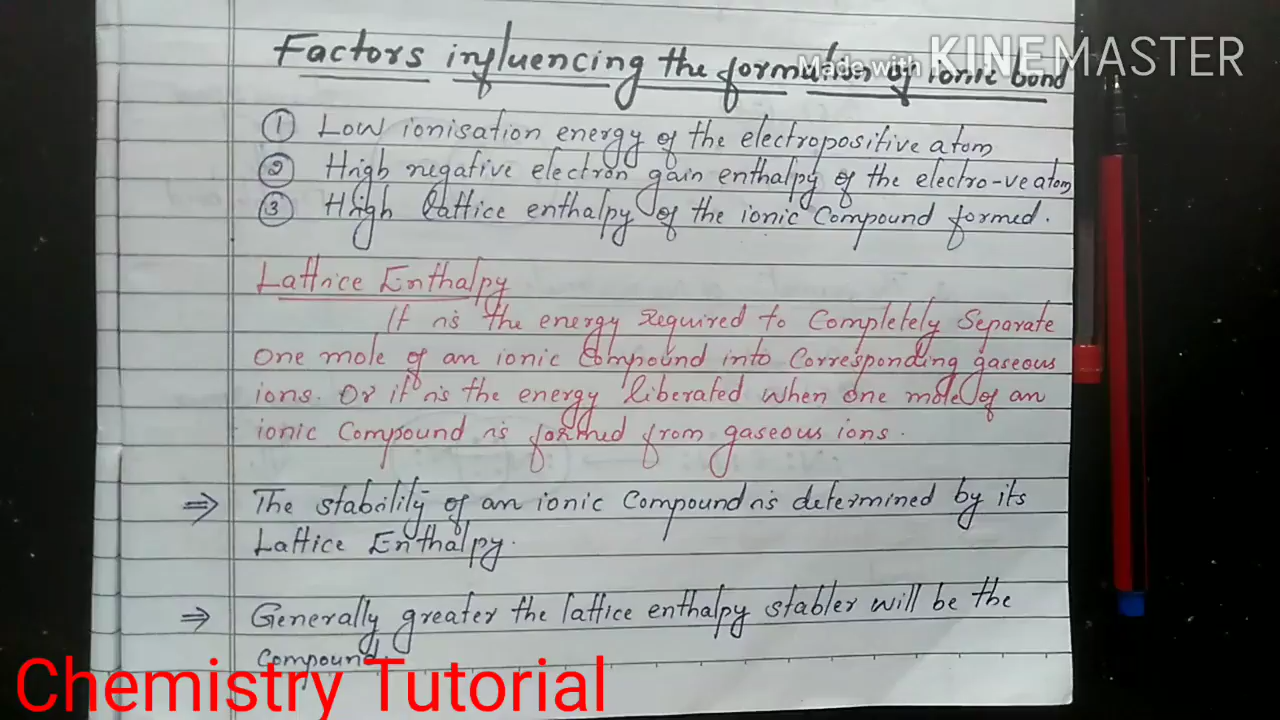 Factors influencing the formation of ionic bond
Made with KINEMASTER
① Low ionisation energy of the electropositive atom
② High negative electron gain enthalpy of the electro-ve atom
③ High lattice enthalpy of the ionic compound formed.
Lattice Enthalpy
It is the energy required to completely separate
one mole of an ionic compound into corresponding gaseous
ions. Or it is the energy liberated when one mole of an
ionic compound is formed from gaseous ions.
⇒ The stability of an ionic compound is determined by its
Lattice Enthalpy.
⇒ Generally greater the lattice enthalpy stabler will be the
compound.
Chemistry Tutorial